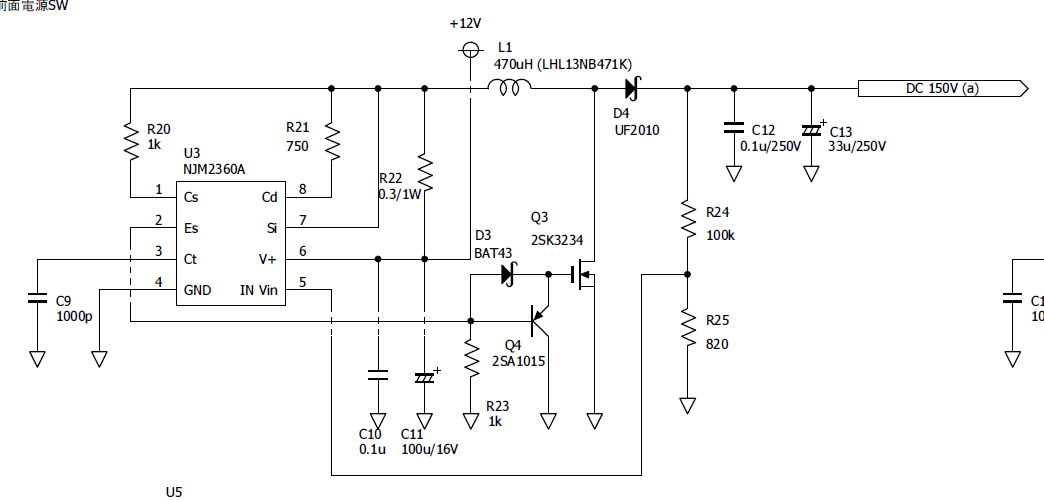 前面電源SW
+12V
L1
470uH (LHL13NB471K)
DC 150V (a)
D4
UF2010
C12
0.1u/250V
C13
33u/250V
R20
1k
R21
750
U3
NJM2360A
R22
0.3/1W
1
Cs
Cd
8
2
Es
Si
7
3
Ct
V+
6
4
GND
IN Vin
5
D3
BAT43
Q3
2SK3234
R24
100k
C9
1000p
R25
820
Q4
2SA1015
R23
1k
C10
0.1u
C11
100u/16V
C1
10
U5